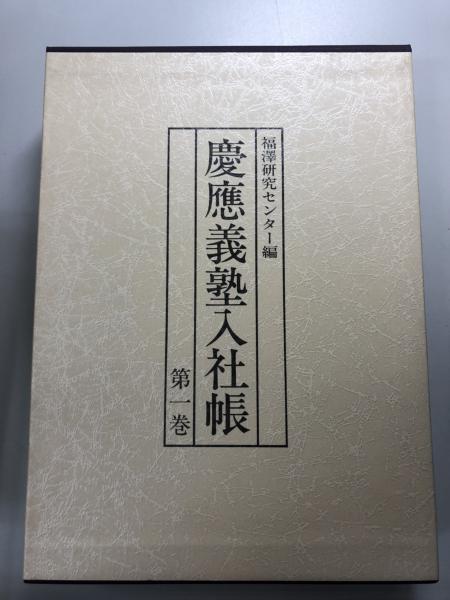 福澤研究センター編
慶應義塾入社帳
第一巻